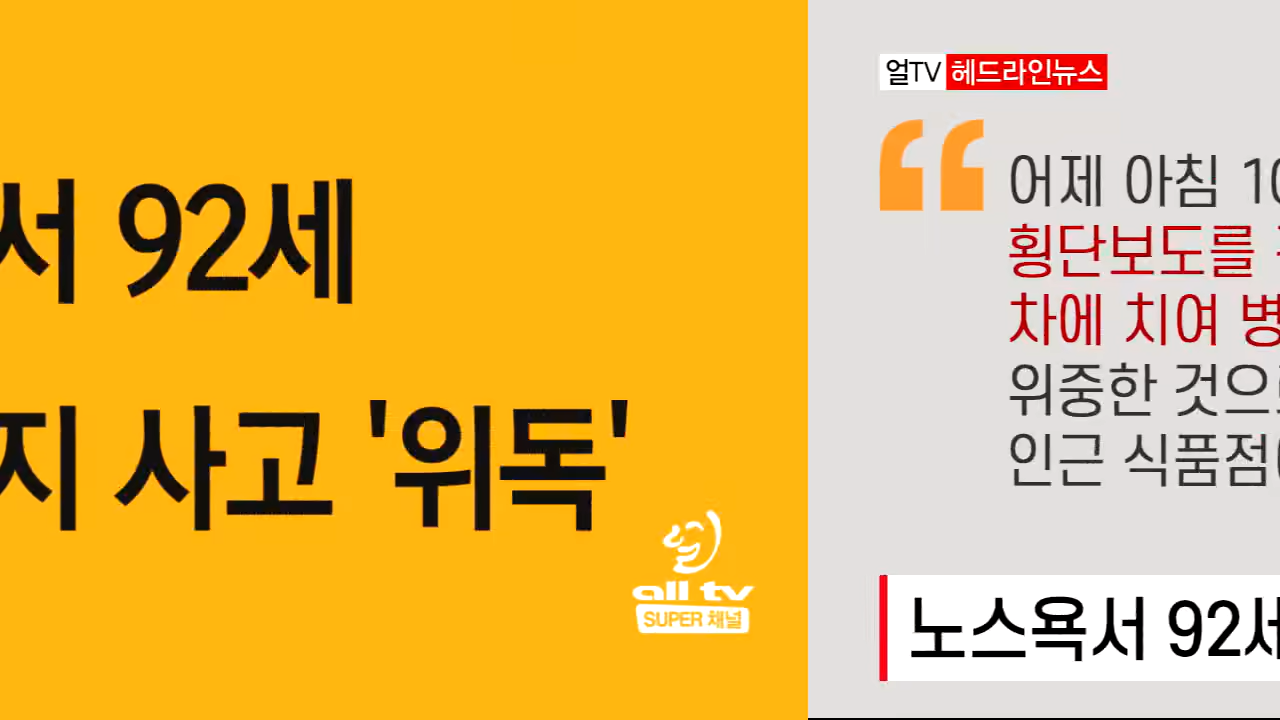 서 92세
지 사고 '위독'
all tv
SUPER 채널
얼TV 헤드라인뉴스
어제 아침 10
횡단보도를
차에 치여 병
위중한 것으
인근 식품점
노스욕서 92세